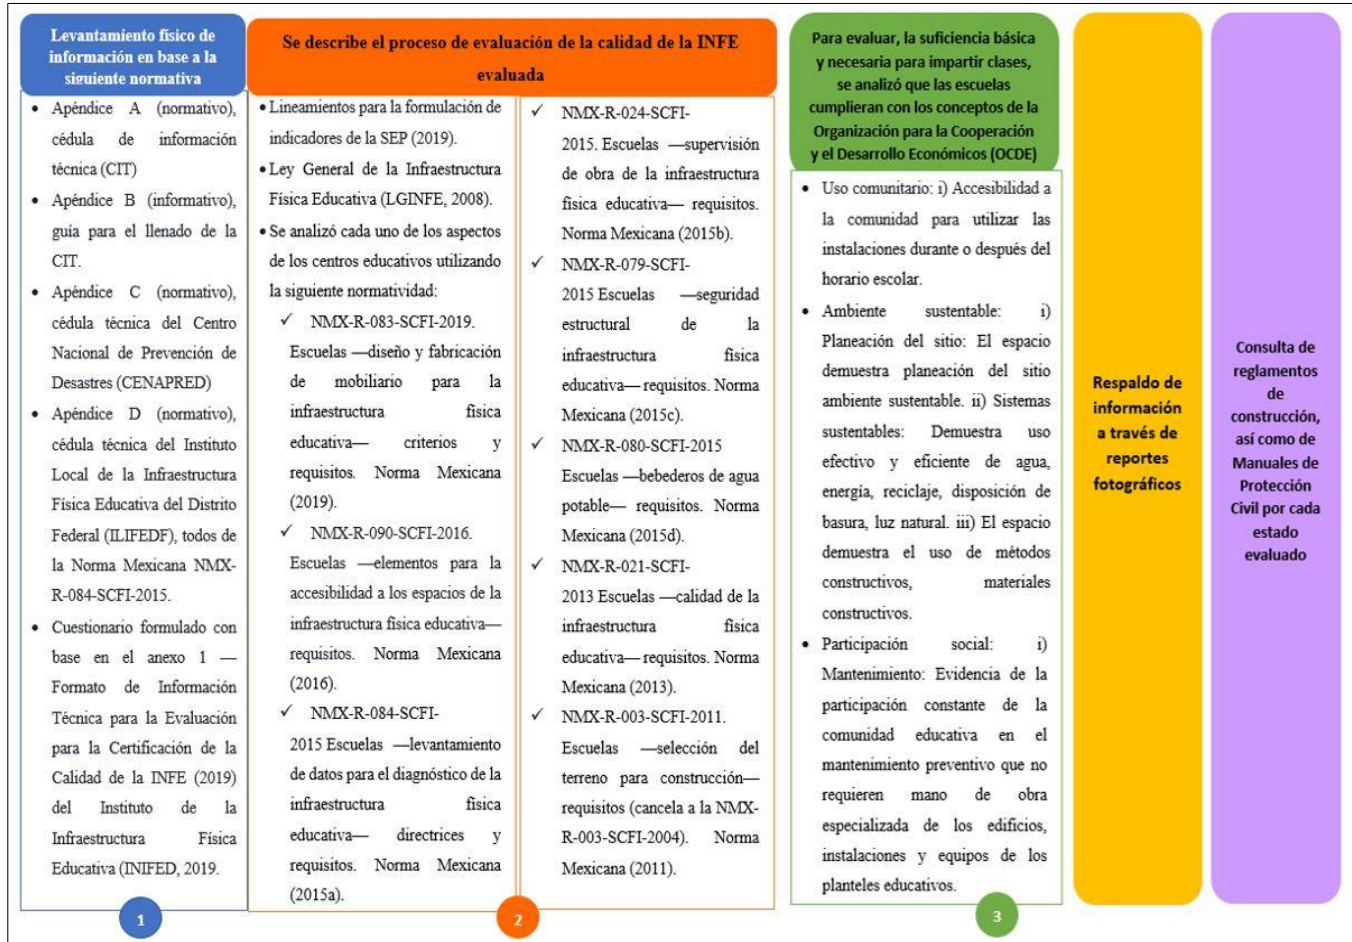 Levantamiento físico de
información en base a la
siguiente normativa
• Apéndice A (normativo),
cédula de información
técnica (CIT)
• Apéndice B (informativo),
guía para el llenado de la
CIT.
• Apéndice C (normativo),
cédula técnica del Centro
Nacional de Prevención de
Desastres (CENAPRED)
• Apéndice D (normativo),
cédula técnica del Instituto
Local de la Infraestructura
Física Educativa del Distrito
Federal (ILIFEDF), todos de
la Norma Mexicana NMX-
R-084-SCFI-2015.
• Cuestionario formulado con
base en el anexo 1 —
Formato de Información
Técnica para la Evaluación
para la Certificación de la
Calidad de la INFE (2019)
del Instituto de la
Infraestructura Física
Educativa (INIFED, 2019.
1
Se describe el proceso de evaluación de la calidad de la INFE
evaluada
• Lineamientos para la formulación de
indicadores de la SEP (2019).
• Ley General de la Infraestructura
Física Educativa (LGINFE, 2008).
• Se analizó cada uno de los aspectos
de los centros educativos utilizando
la siguiente normatividad:
✓ NMX-R-083-SCFI-2019.
Escuelas —diseño y fabricación
de mobiliario para la
infraestructura física
educativa— criterios y
requisitos. Norma Mexicana
(2019).
✓ NMX-R-090-SCFI-2016.
Escuelas —elementos para la
accesibilidad a los espacios de la
infraestructura física educativa—
requisitos. Norma Mexicana
(2016).
✓ NMX-R-084-SCFI-
2015 Escuelas —levantamiento
de datos para el diagnóstico de la
infraestructura física
educativa— directrices y
requisitos. Norma Mexicana
(2015a).
✓ NMX-R-024-SCFI-
2015. Escuelas —supervisión
de obra de la infraestructura
física educativa— requisitos.
Norma Mexicana (2015b).
✓ NMX-R-079-SCFI-
2015 Escuelas —seguridad
estructural de la
infraestructura física
educativa— requisitos. Norma
Mexicana (2015c).
✓ NMX-R-080-SCFI-2015
Escuelas —bebederos de agua
potable— requisitos. Norma
Mexicana (2015d).
✓ NMX-R-021-SCFI-
2013 Escuelas —calidad de la
infraestructura física
educativa— requisitos. Norma
Mexicana (2013).
✓ NMX-R-003-SCFI-2011.
Escuelas —selección del
terreno para construcción—
requisitos (cancela a la NMX-
R-003-SCFI-2004). Norma
Mexicana (2011).
2
Para evaluar, la suficiencia básica
y necesaria para impartir clases,
se analizó que las escuelas
cumplieran con los conceptos de la
Organización para la Cooperación
y el Desarrollo Económicos (OCDE)
• Uso comunitario: i) Accesibilidad a
la comunidad para utilizar las
instalaciones durante o después del
horario escolar.
• Ambiente sustentable: i)
Planeación del sitio: El espacio
demuestra planeación del sitio
ambiente sustentable. ii) Sistemas
sustentables: Demuestra uso
efectivo y eficiente de agua,
energía, reciclaje, disposición de
basura, luz natural. iii) El espacio
demuestra el uso de métodos
constructivos, materiales
constructivos.
• Participación social: i)
Mantenimiento: Evidencia de la
participación constante de la
comunidad educativa en el
mantenimiento preventivo que no
requieren mano de obra
especializada de los edificios,
instalaciones y equipos de los
planteles educativos.
3
Respaldo de
información
a través de
reportes
fotográficos
Consulta de
reglamentos
de
construcción,
así como de
Manuales de
Protección
Civil por cada
estado
evaluado